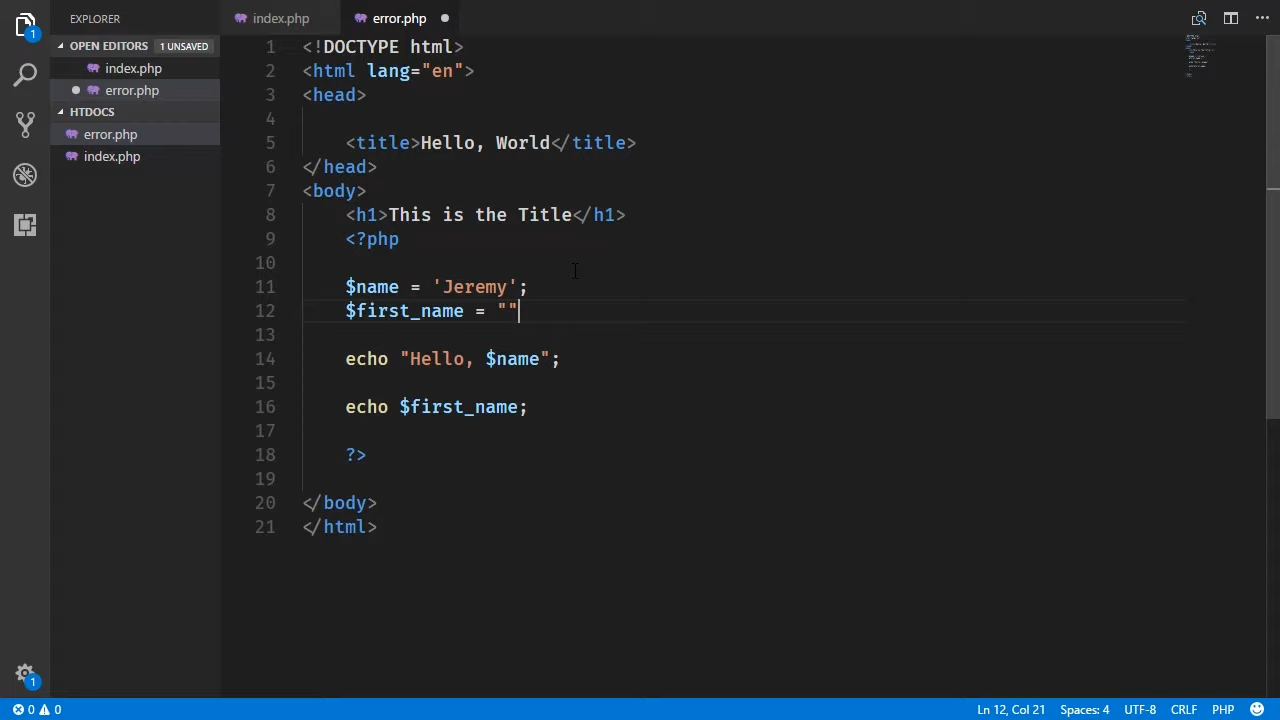 EXPLORER
index.php
error.php
OPEN EDITORS 1 UNSAVED
index.php
error.php
HTDOCS
error.php
index.php
1 <!DOCTYPE html>
2 <html lang="en">
3 <head>
4
5 <title>Hello, World</title>
6 </head>
7 <body>
8 <h1>This is the Title</h1>
9 <?php
10
11 $name = 'Jeremy';
12 $first_name = ""
13
14 echo "Hello, $name";
15
16 echo $first_name;
17
18 ?>
19
20 </body>
21 </html>
1
1
0 0
Ln 12, Col 21 Spaces: 4 UTF-8 CRLF PHP